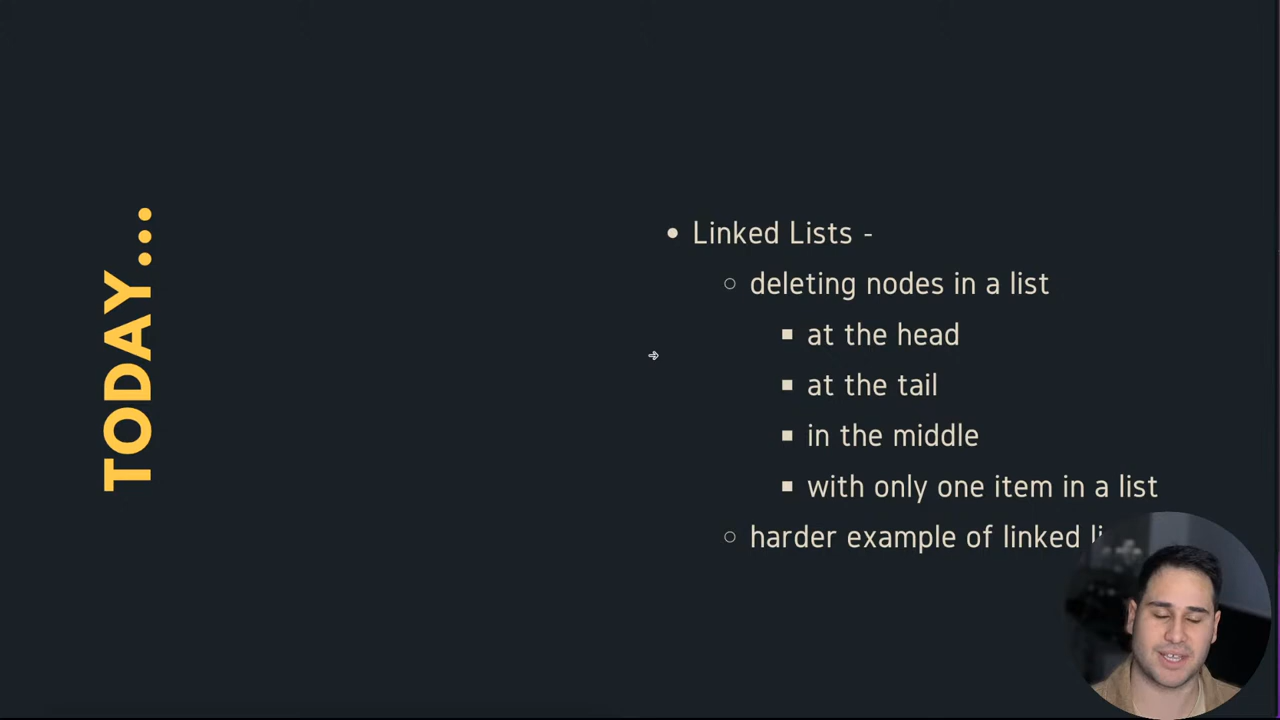 TODAY...
Linked Lists -
deleting nodes in a list
at the head
at the tail
in the middle
with only one item in a list
harder example of linked